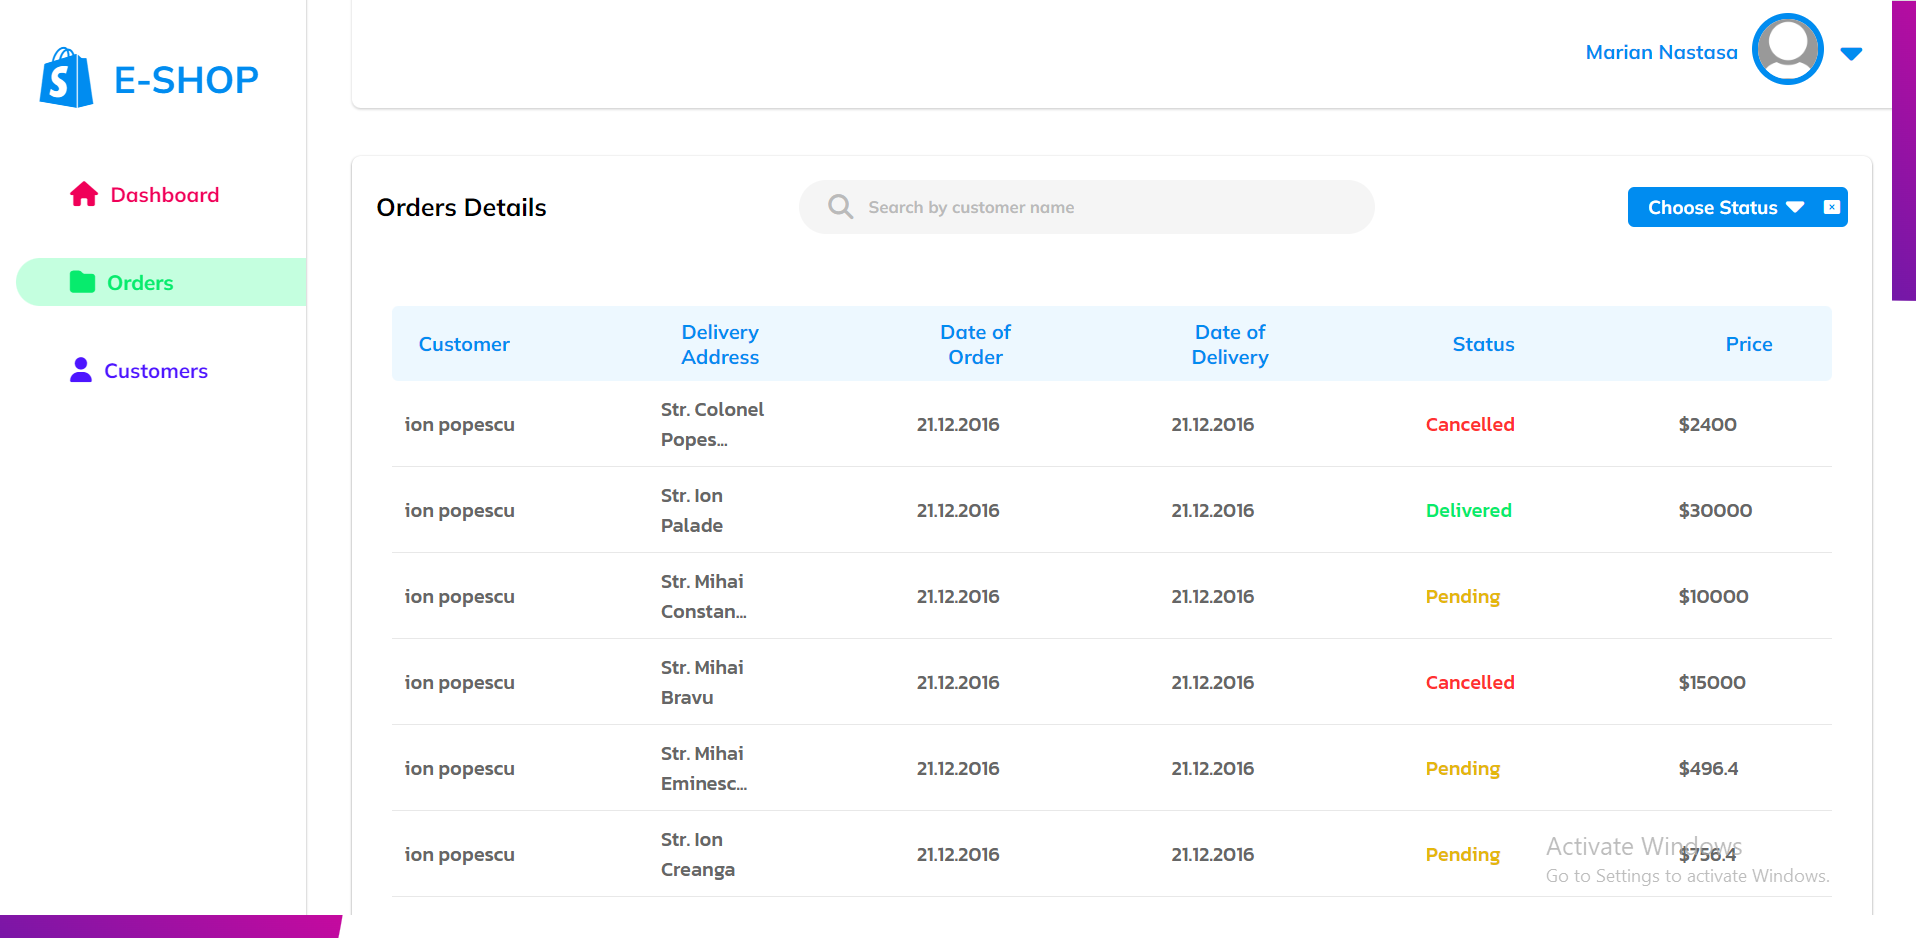 E-SHOP
Marian Nastasa
Dashboard
Orders
Customers
Orders Details
Search by customer name
Choose Status
Customer Delivery Address Date of Order Date of Delivery Status Price
ion popescu Str. Colonel Popes... 21.12.2016 21.12.2016 Cancelled $2400
ion popescu Str. Ion Palade 21.12.2016 21.12.2016 Delivered $30000
ion popescu Str. Mihai Constan... 21.12.2016 21.12.2016 Pending $10000
ion popescu Str. Mihai Bravu 21.12.2016 21.12.2016 Cancelled $15000
ion popescu Str. Mihai Eminesc... 21.12.2016 21.12.2016 Pending $496.4
ion popescu Str. Ion Creanga 21.12.2016 21.12.2016 Pending $756.4
Activate Windows
Go to Settings to activate Windows.